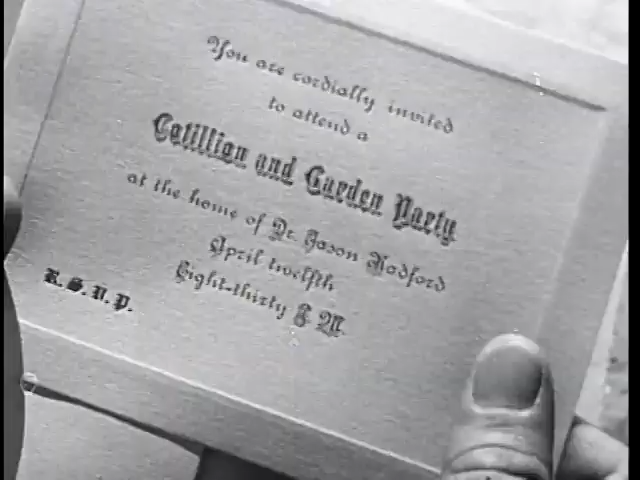 You are cordially invited
to attend a
Cotillion and Garden Party
at the home of Dr. Jason Radford
April twelfth
Eight-thirty P M.
R.S.V.P.